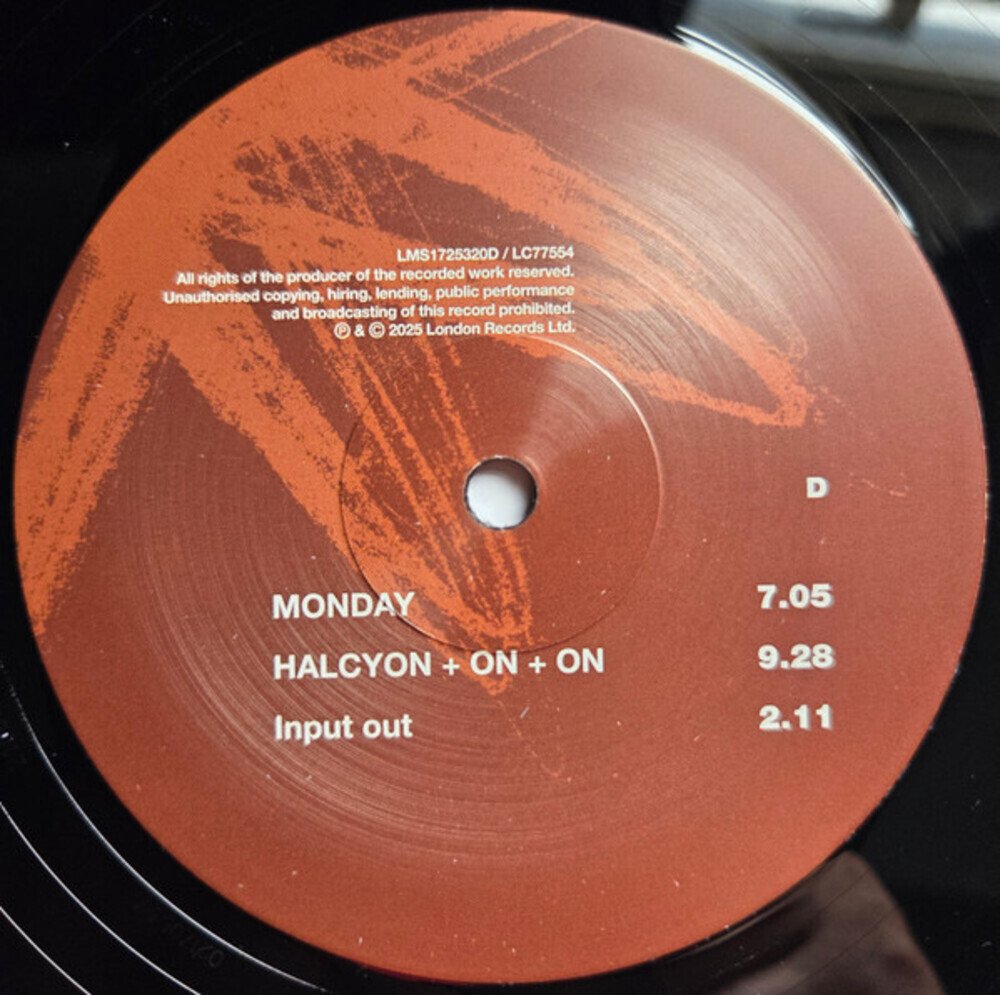 LMS1725320D / LC77554
All rights of the producer of the recorded work reserved.
Unauthorised copying, hiring, lending, public performance
and broadcasting of this record prohibited.
℗ & © 2025 London Records Ltd.
D
MONDAY 7.05
HALCYON + ON + ON 9.28
Input out 2.11